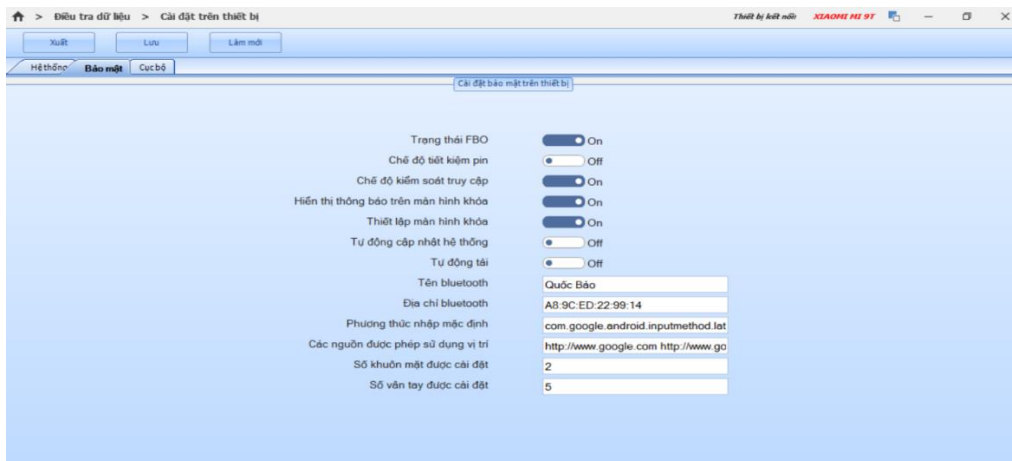 > Điều tra dữ liệu > Cài đặt trên thiết bị
Thiết bị kết nối: XIAOMI MI 9T
Xuất Lưu Làm mới
Hệ thống Bảo mật Cục bộ
Cài đặt bảo mật trên thiết bị
Trạng thái FBO On
Chế độ tiết kiệm pin Off
Chế độ kiểm soát truy cập On
Hiển thị thông báo trên màn hình khóa On
Thiết lập màn hình khóa On
Tự động cập nhật hệ thống Off
Tự động tải Off
Tên bluetooth Quốc Bảo
Địa chỉ bluetooth A8:9C:ED:22:99:14
Phương thức nhập mặc định com.google.android.inputmethod.lat
Các nguồn được phép sử dụng vị trí http://www.google.com http://www.go
Số khuôn mặt được cài đặt 2
Số vân tay được cài đặt 5